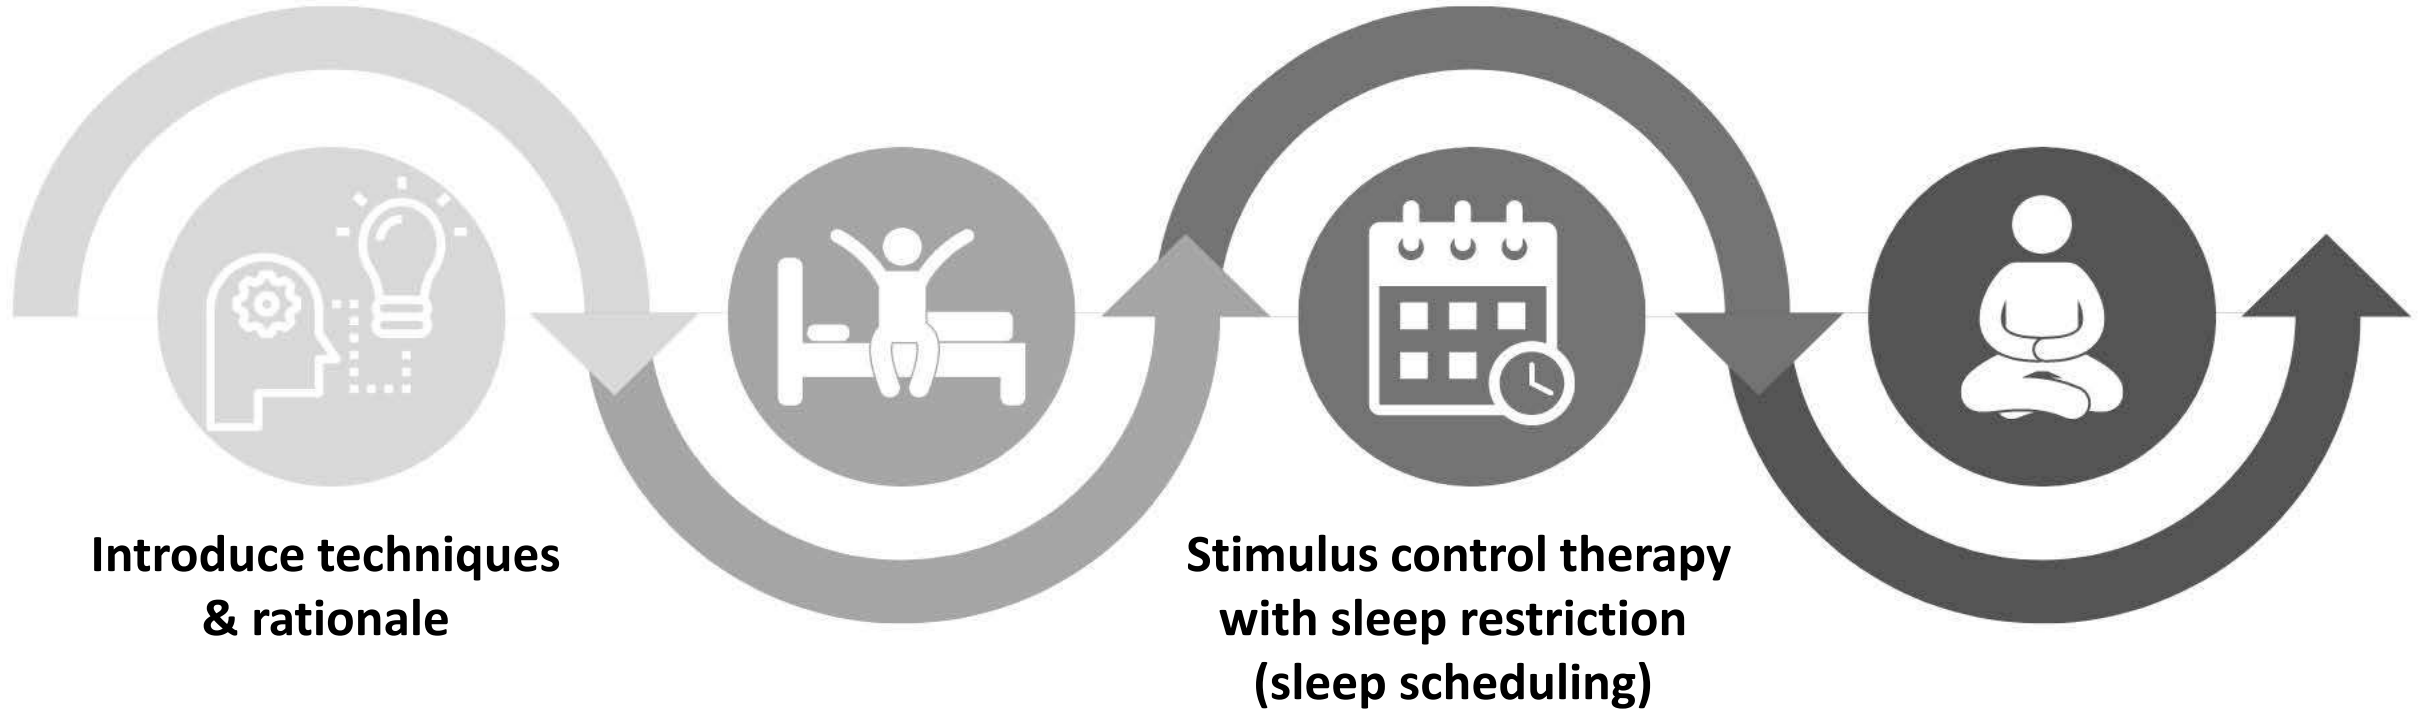 Introduce techniques
& rationale
Stimulus control therapy
with sleep restriction
(sleep scheduling)